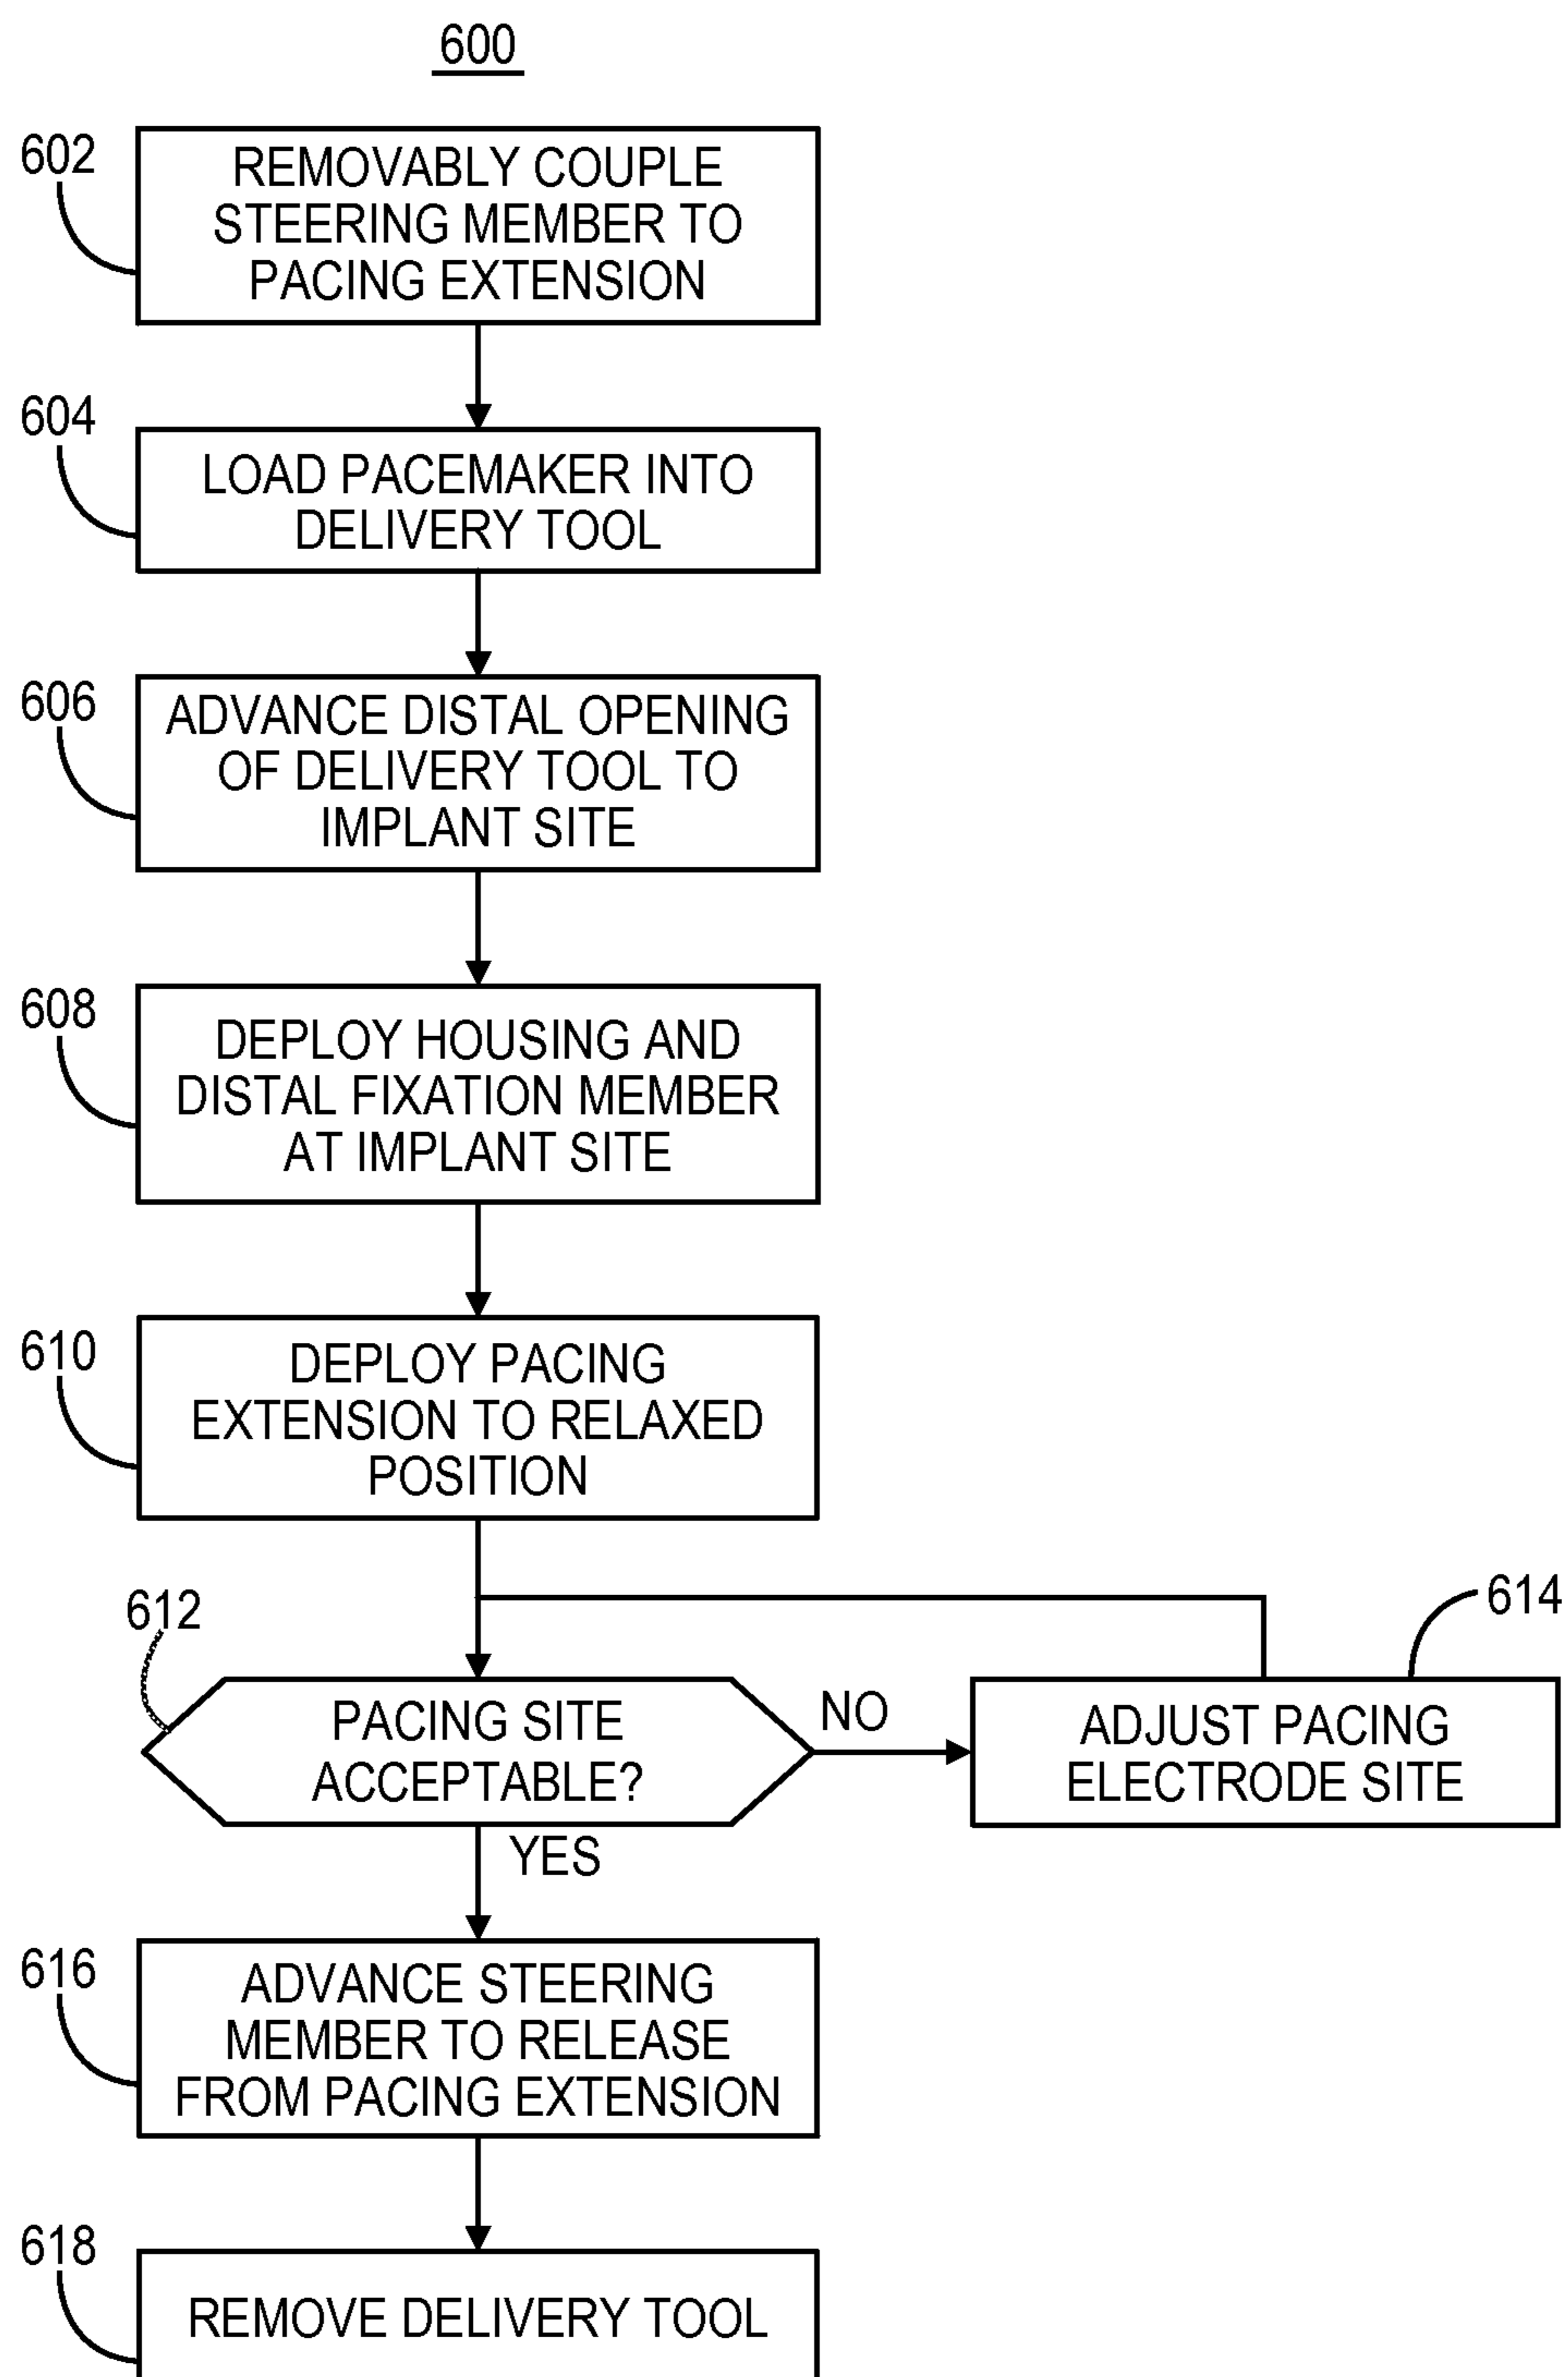 600
602
REMOVABLY COUPLE
STEERING MEMBER TO
PACING EXTENSION
604
LOAD PACEMAKER INTO
DELIVERY TOOL
606
ADVANCE DISTAL OPENING
OF DELIVERY TOOL TO
IMPLANT SITE
608
DEPLOY HOUSING AND
DISTAL FIXATION MEMBER
AT IMPLANT SITE
610
DEPLOY PACING
EXTENSION TO RELAXED
POSITION
612
PACING SITE
ACCEPTABLE?
NO
614
ADJUST PACING
ELECTRODE SITE
YES
616
ADVANCE STEERING
MEMBER TO RELEASE
FROM PACING EXTENSION
618
REMOVE DELIVERY TOOL